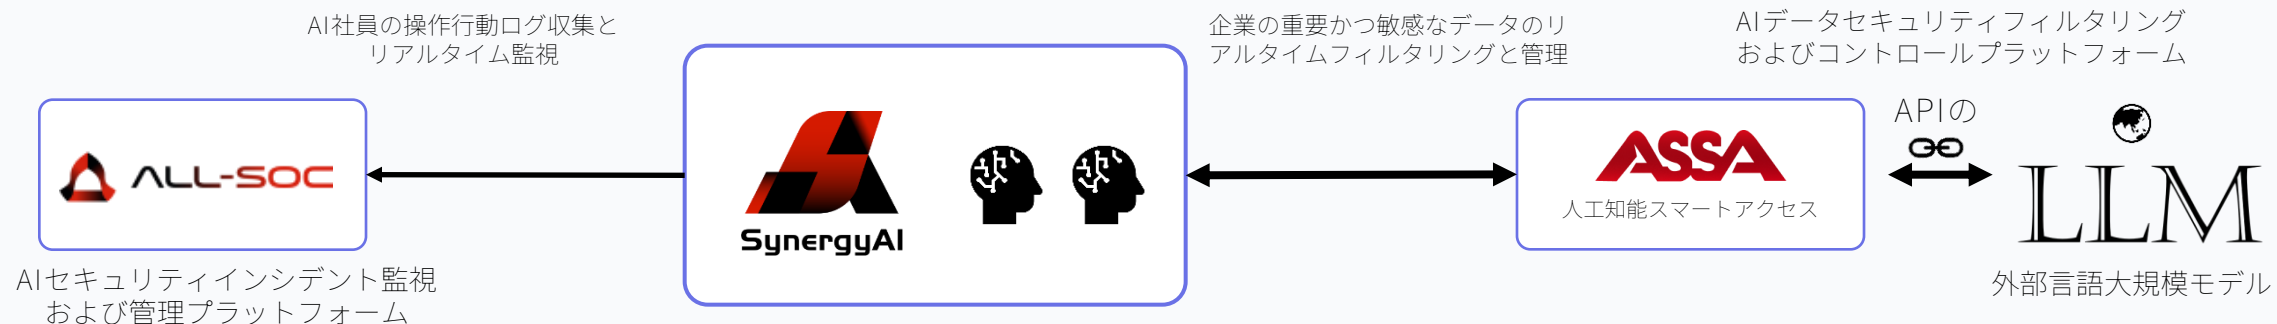 AI社員の操作行動ログ収集と
リアルタイム監視
企業の重要かつ敏感なデータのリ
アルタイムフィルタリングと管理
AIデータセキュリティフィルタリング
およびコントロールプラットフォーム
ALL-SOC
SynergyAI
ASSA
人工知能スマートアクセス
APIの
LLM
AIセキュリティインシデント監視
および管理プラットフォーム
外部言語大規模モデル